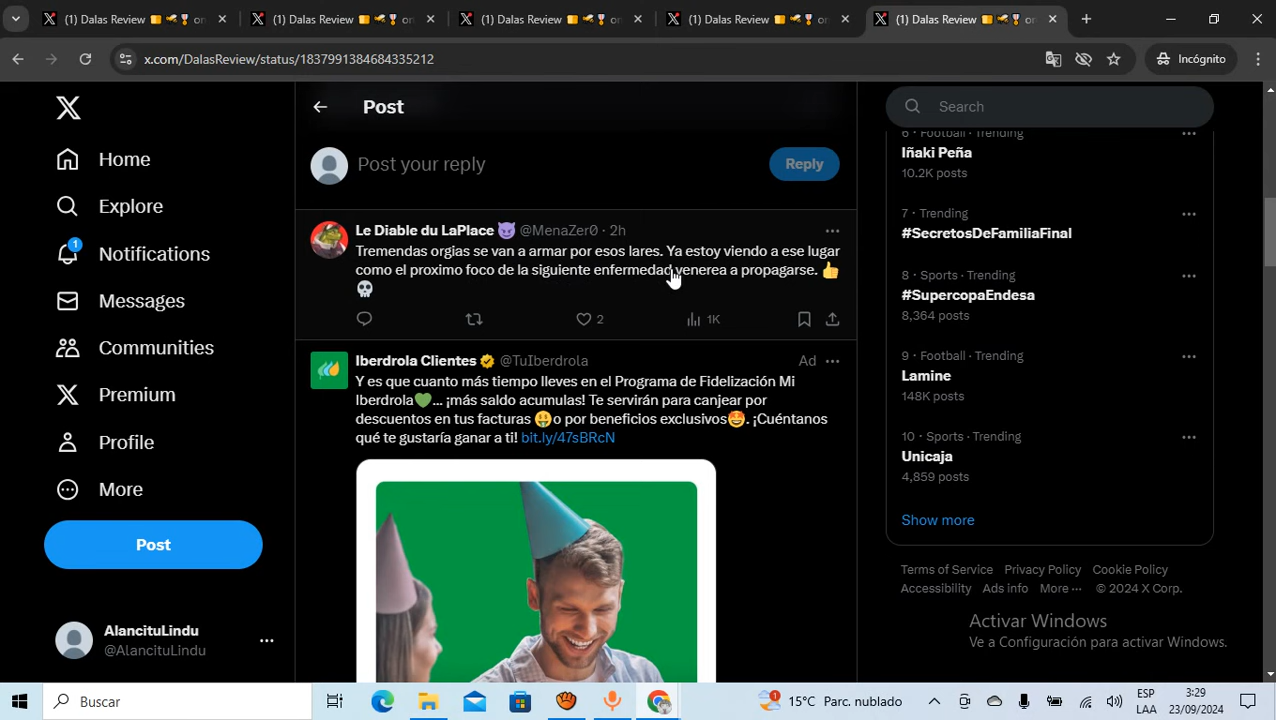 (1) Dalas Review
on
(1) Dalas Review
on
(1) Dalas Review
on
(1) Dalas Review
on
(1) Dalas Review
on
x.com/DalasReview/status/1837991384684335212
Incógnito
Home
Explore
1
Notifications
Messages
Communities
Premium
Profile
More
Post
AlancituLindu
@AlancituLindu
Post
Post your reply
Reply
Le Diable du LaPlace 😈 @MenaZer0 · 2h
Tremendas orgias se van a armar por esos lares. Ya estoy viendo a ese lugar
como el proximo foco de la siguiente enfermedad venerea a propagarse. 👍
💀
2
1K
Iberdrola Clientes @TuIberdrola
Ad
Y es que cuanto más tiempo lleves en el Programa de Fidelización Mi
Iberdrola💚... ¡más saldo acumulas! Te servirán para canjear por
descuentos en tus facturas 🤑o por beneficios exclusivos🤩. ¡Cuéntanos
qué te gustaría ganar a ti! bit.ly/47sBRcN
Search
6 · Football · Trending
Iñaki Peña
10.2K posts
7 · Trending
#SecretosDeFamiliaFinal
8 · Sports · Trending
#SupercopaEndesa
8,364 posts
9 · Football · Trending
Lamine
148K posts
10 · Sports · Trending
Unicaja
4,859 posts
Show more
Terms of Service Privacy Policy Cookie Policy
Accessibility Ads info More ··· © 2024 X Corp.
Activar Windows
Ve a Configuración para activar Windows.
Buscar
1
15°C Parc. nublado
ESP
LAA
3:29
23/09/2024